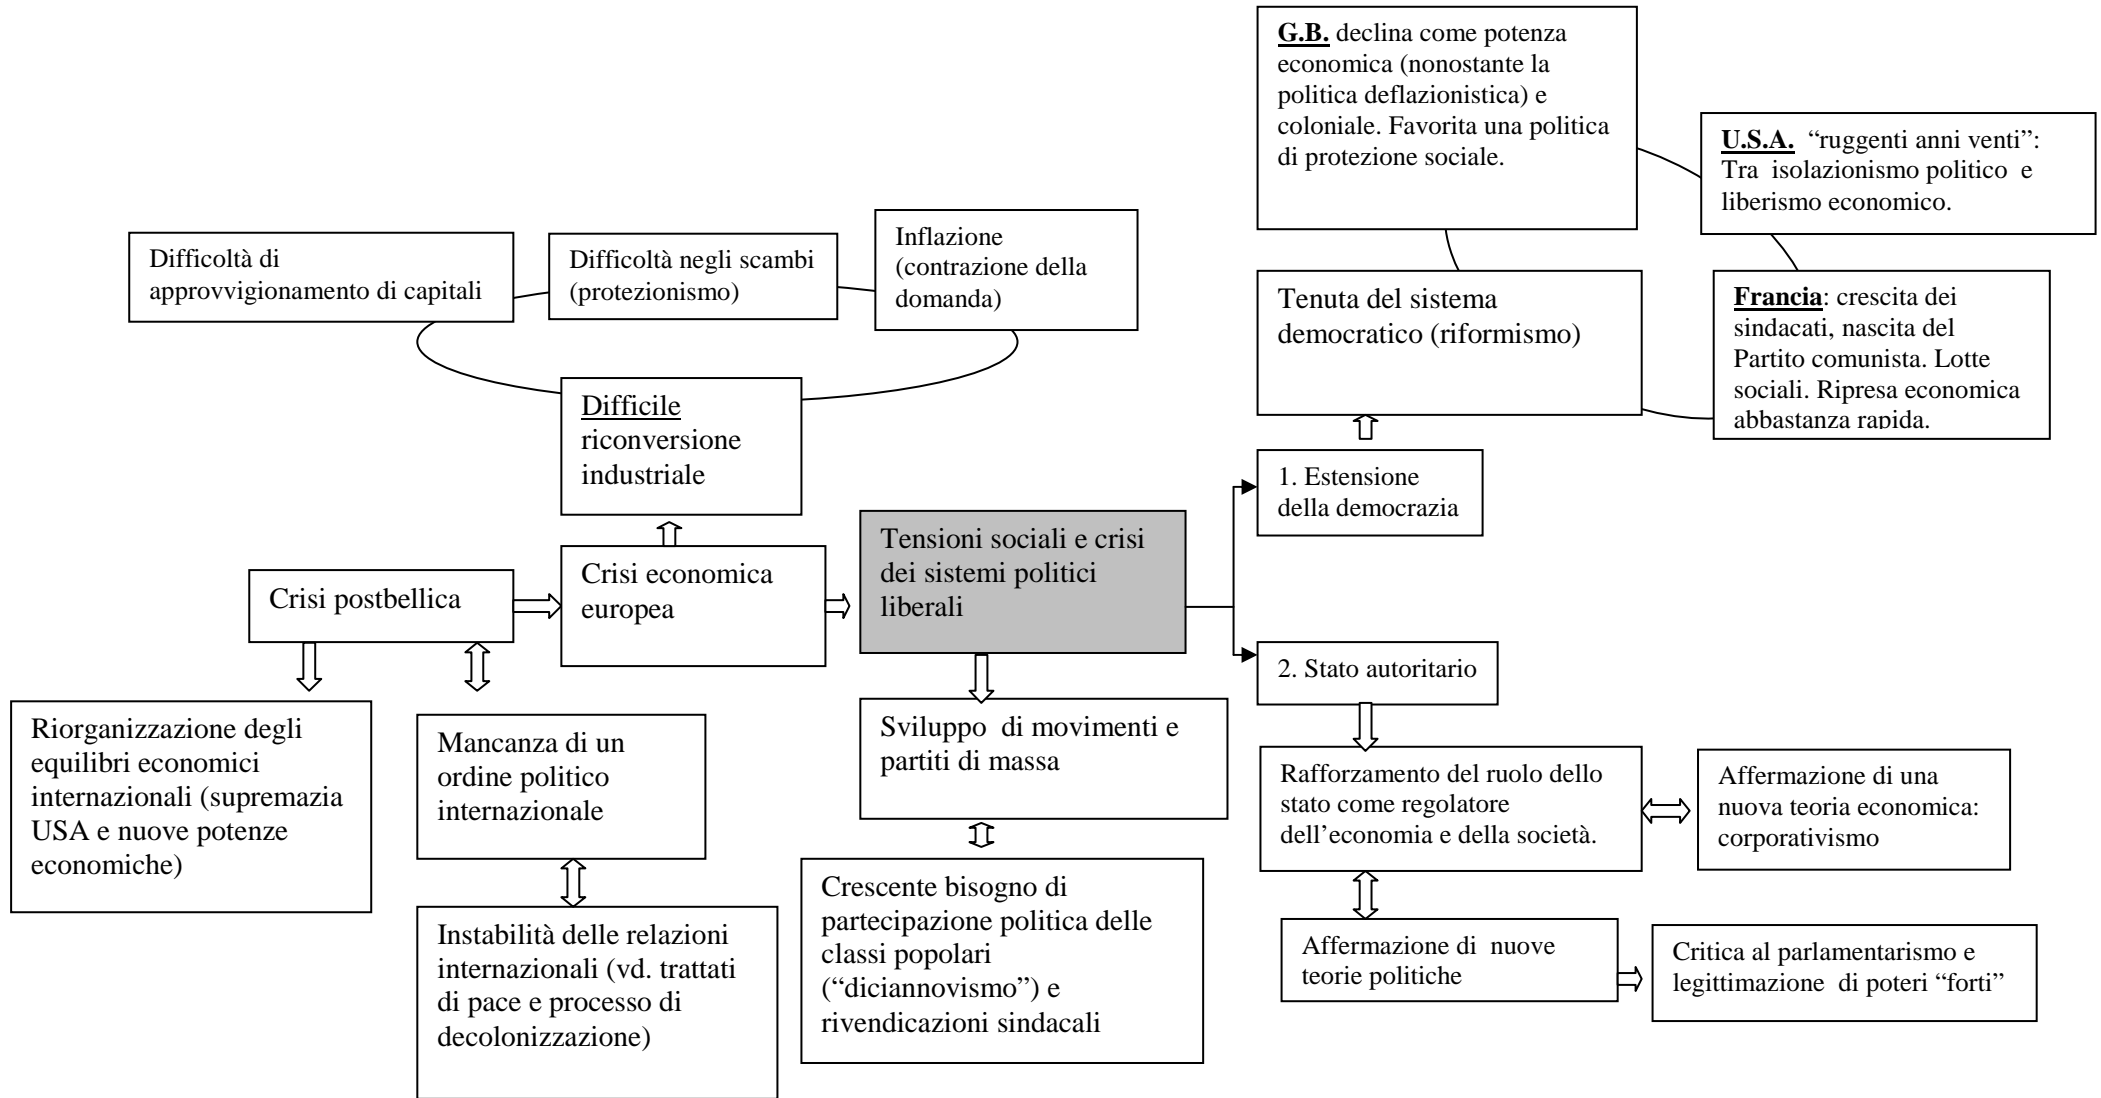 G.B. declina come potenza
economica (nonostante la
politica deflazionistica) e
coloniale. Favorita una politica
di protezione sociale.
U.S.A.  “ruggenti anni venti”:
Tra  isolazionismo politico  e
liberismo economico.
Difficoltà di
approvvigionamento di capitali
Difficoltà negli scambi
(protezionismo)
Inflazione
(contrazione della
domanda)
Tenuta del sistema
democratico (riformismo)
Francia: crescita dei
sindacati, nascita del
Partito comunista. Lotte
sociali. Ripresa economica
abbastanza rapida.
Difficile
riconversione
industriale
1. Estensione
della democrazia
Crisi postbellica
Crisi economica
europea
Tensioni sociali e crisi
dei sistemi politici
liberali
2. Stato autoritario
Riorganizzazione degli
equilibri economici
internazionali (supremazia
USA e nuove potenze
economiche)
Mancanza di un
ordine politico
internazionale
Sviluppo  di movimenti e
partiti di massa
Rafforzamento del ruolo dello
stato come regolatore
dell’economia e della società.
Affermazione di una
nuova teoria economica:
corporativismo
Instabilità delle relazioni
internazionali (vd. trattati
di pace e processo di
decolonizzazione)
Crescente bisogno di
partecipazione politica delle
classi popolari
(“diciannovismo”) e
rivendicazioni sindacali
Affermazione di  nuove
teorie politiche
Critica al parlamentarismo e
legittimazione  di poteri “forti”